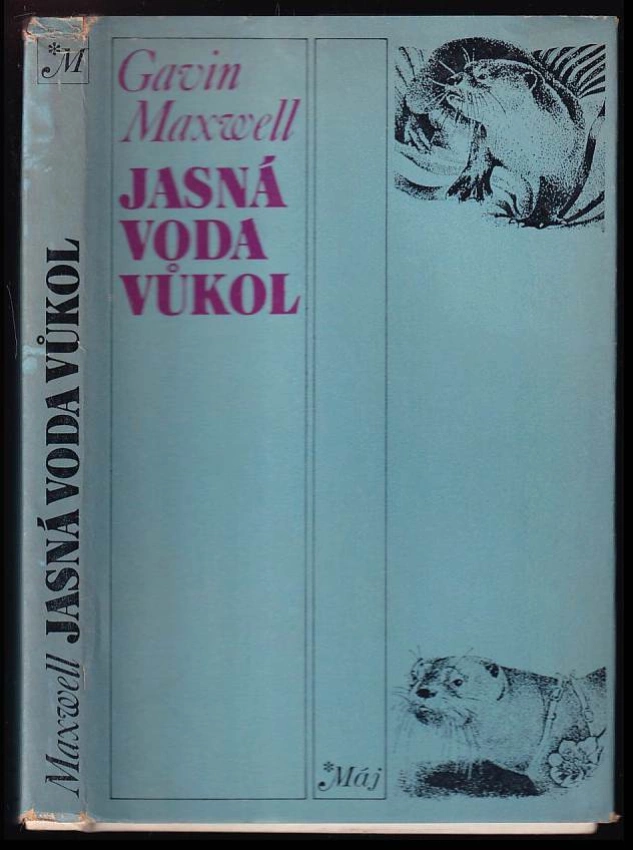 *M
Maxwell JASNÁ VODA VŮKOL
Gavin
Maxwell
JASNÁ
VODA
VŮKOL
*Máj